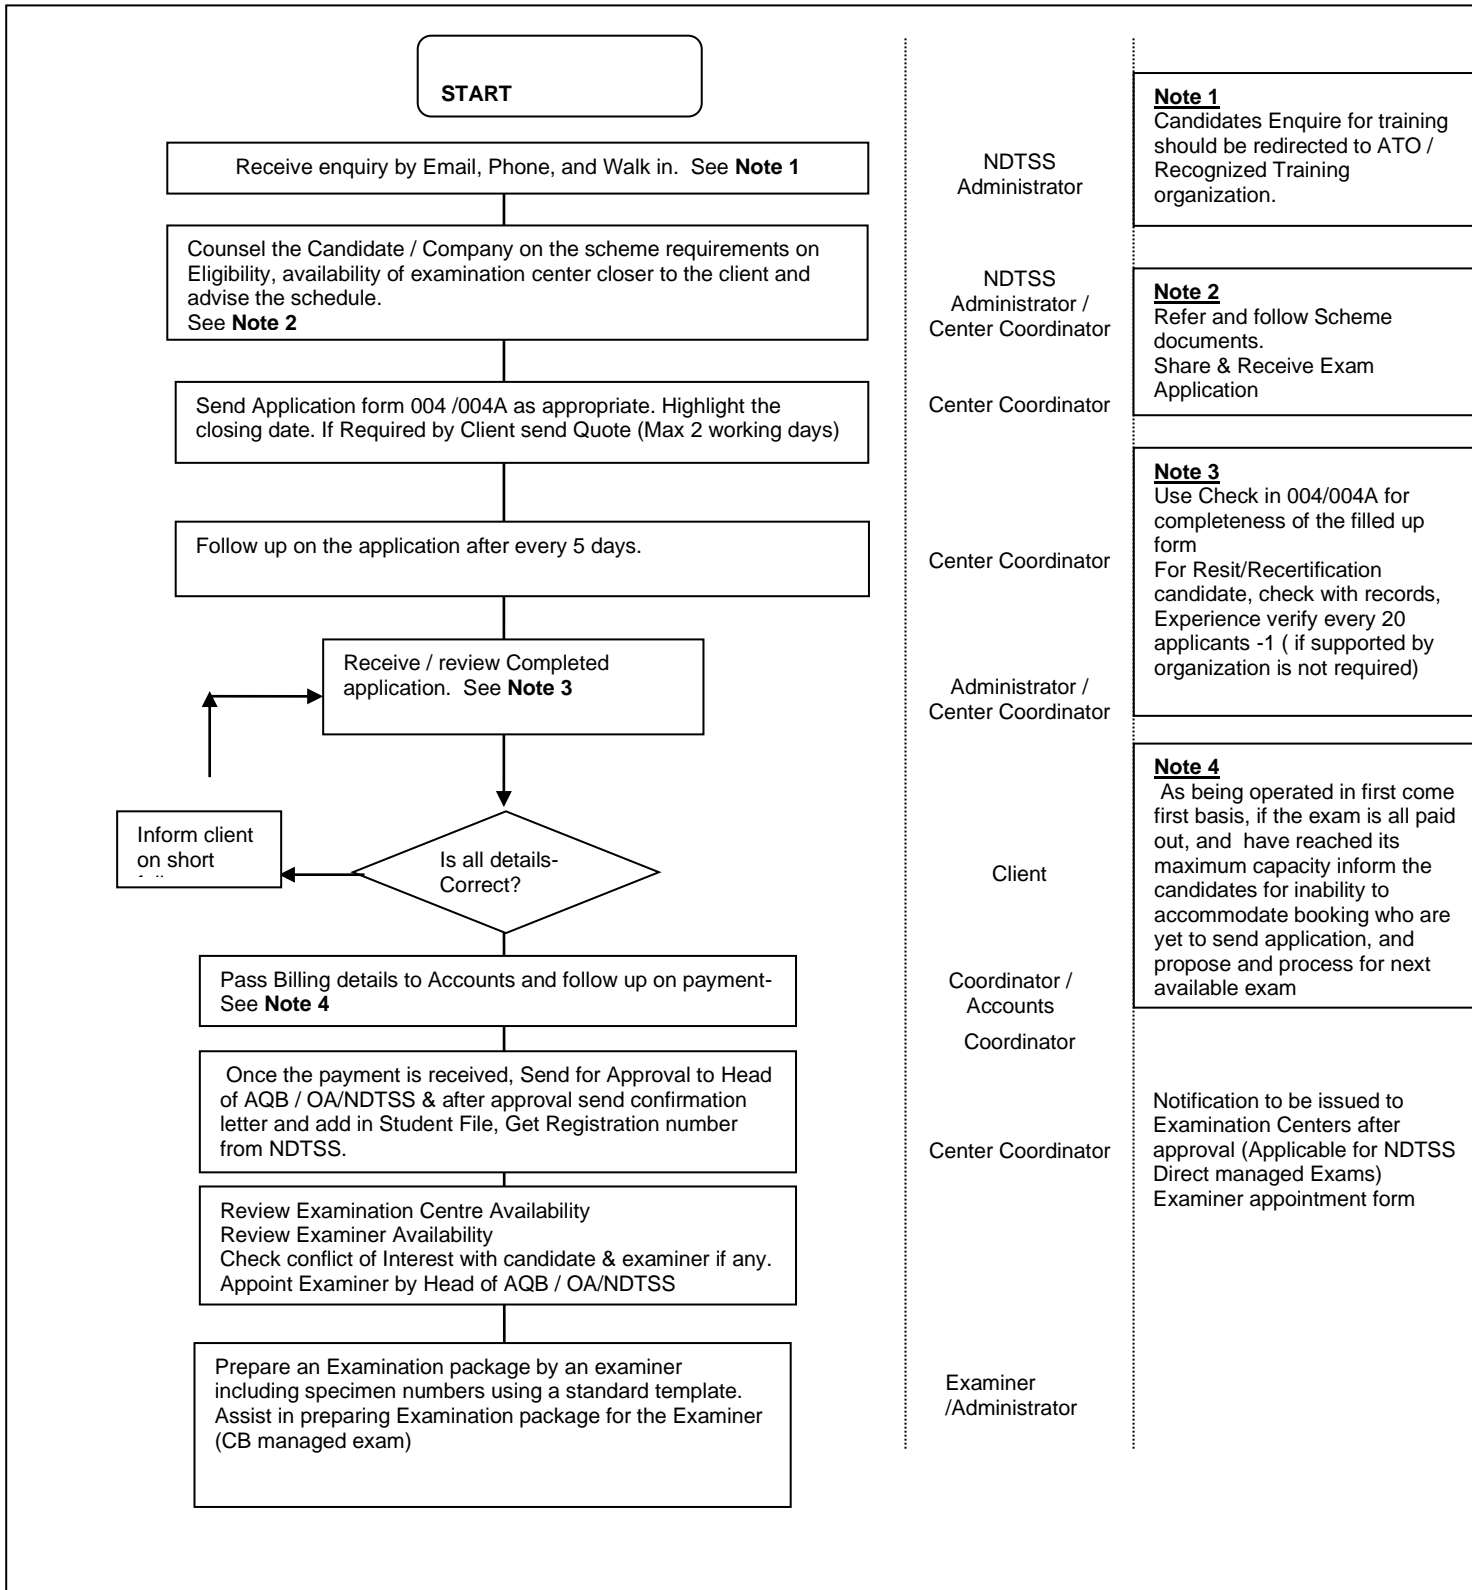 START
Receive enquiry by Email, Phone, and Walk in. See Note 1
Counsel the Candidate / Company on the scheme requirements on
Eligibility, availability of examination center closer to the client and
advise the schedule.
See Note 2
Send Application form 004 /004A as appropriate. Highlight the
closing date. If Required by Client send Quote (Max 2 working days)
Follow up on the application after every 5 days.
Receive / review Completed
application. See Note 3
Is all details-
Correct?
Inform client
on short
Pass Billing details to Accounts and follow up on payment-
See Note 4
Once the payment is received, Send for Approval to Head
of AQB / OA/NDTSS & after approval send confirmation
letter and add in Student File, Get Registration number
from NDTSS.
Review Examination Centre Availability
Review Examiner Availability
Check conflict of Interest with candidate & examiner if any.
Appoint Examiner by Head of AQB / OA/NDTSS
Prepare an Examination package by an examiner
including specimen numbers using a standard template.
Assist in preparing Examination package for the Examiner
(CB managed exam)
NDTSS
Administrator
NDTSS
Administrator /
Center Coordinator
Center Coordinator
Center Coordinator
Administrator /
Center Coordinator
Client
Coordinator /
Accounts
Coordinator
Center Coordinator
Examiner
/Administrator
Note 1
Candidates Enquire for training
should be redirected to ATO /
Recognized Training
organization.
Note 2
Refer and follow Scheme
documents.
Share & Receive Exam
Application
Note 3
Use Check in 004/004A for
completeness of the filled up
form
For Resit/Recertification
candidate, check with records,
Experience verify every 20
applicants -1 ( if supported by
organization is not required)
Note 4
As being operated in first come
first basis, if the exam is all paid
out, and have reached its
maximum capacity inform the
candidates for inability to
accommodate booking who are
yet to send application, and
propose and process for next
available exam
Notification to be issued to
Examination Centers after
approval (Applicable for NDTSS
Direct managed Exams)
Examiner appointment form